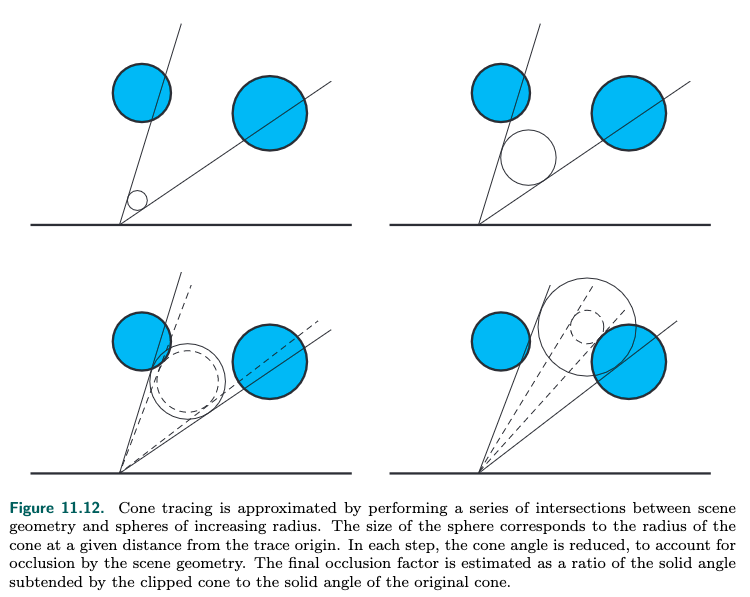 Figure 11.12. Cone tracing is approximated by performing a series of intersections between scene
geometry and spheres of increasing radius. The size of the sphere corresponds to the radius of the
cone at a given distance from the trace origin. In each step, the cone angle is reduced, to account for
occlusion by the scene geometry. The final occlusion factor is estimated as a ratio of the solid angle
subtended by the clipped cone to the solid angle of the original cone.